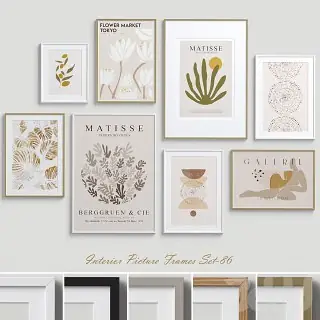 FLOWER MARKET
TOKYO
MATISSE
MATISSE
GALERIE
BERGGRUEN & CIE
Interior Picture Frames Set-86